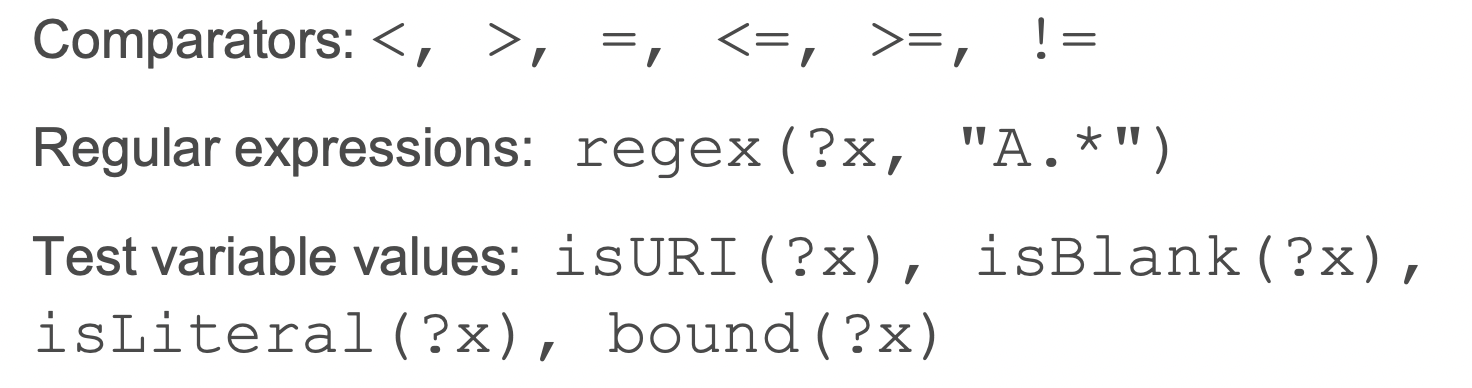 Comparators: <, >, =, <=, >=, !=
Regular expressions: regex(?x, "A.*")
Test variable values: isURI(?x), isBlank(?x),
isLiteral(?x), bound(?x)